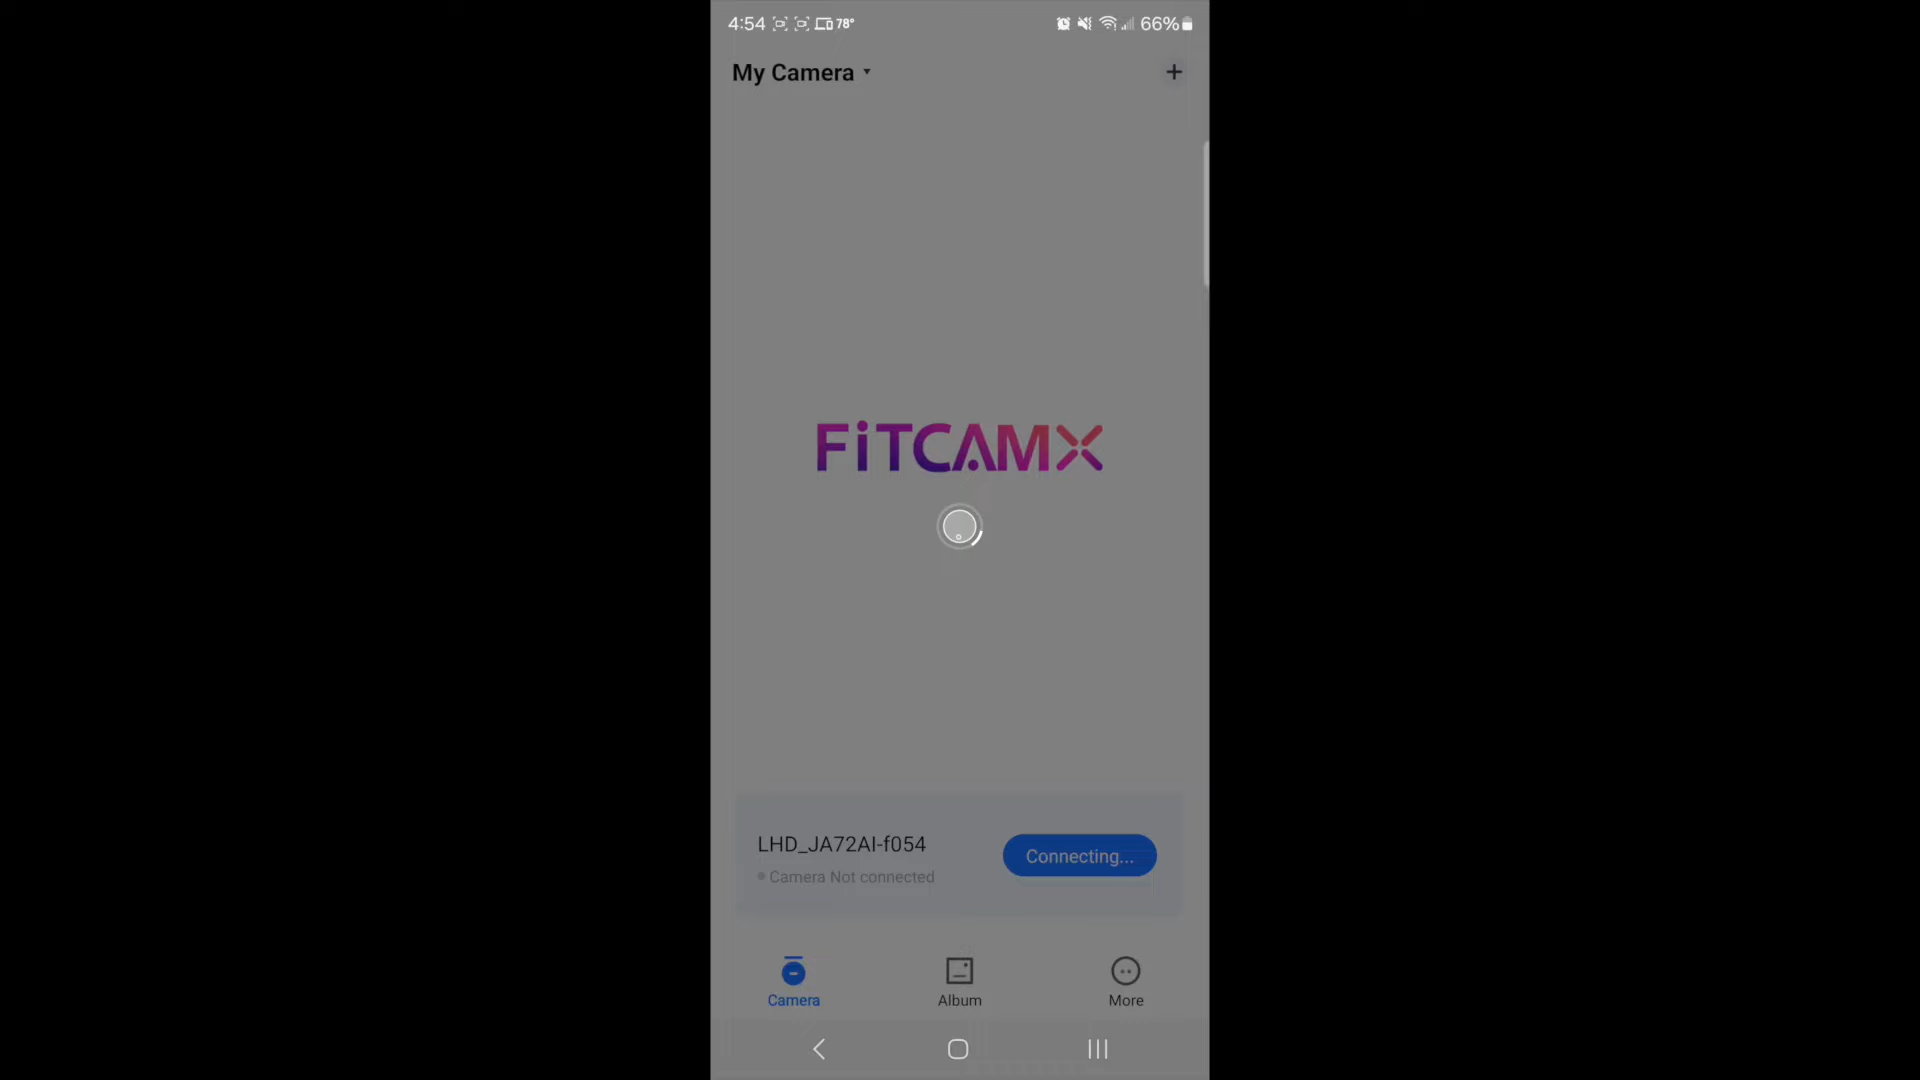 4:54 78° 66%
My Camera
FiTCAMX
LHD_JA72AI-f054
Connecting...
Camera Not connected
Camera Album More